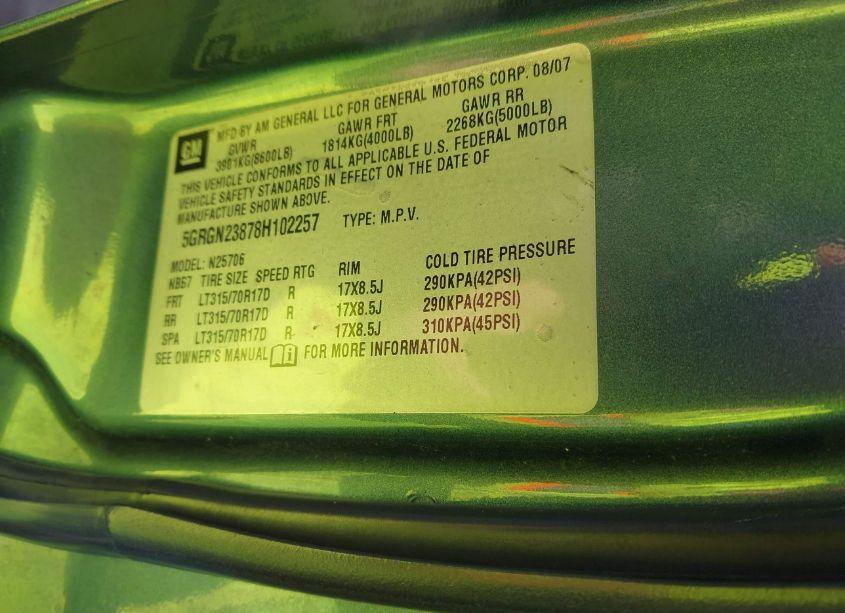 GM
MFD BY AM GENERAL LLC FOR GENERAL MOTORS CORP. 08/07
GVWR GAWR FRT GAWR RR
3901KG(8600LB) 1814KG(4000LB) 2268KG(5000LB)
THIS VEHICLE CONFORMS TO ALL APPLICABLE U.S. FEDERAL MOTOR
VEHICLE SAFETY STANDARDS IN EFFECT ON THE DATE OF
MANUFACTURE SHOWN ABOVE.
5GRGN23878H102257 TYPE: M.P.V.
MODEL: N25706
NB67 TIRE SIZE SPEED RTG RIM COLD TIRE PRESSURE
FRT LT315/70R17D R 17X8.5J 290KPA(42PSI)
RR LT315/70R17D R 17X8.5J 290KPA(42PSI)
SPA LT315/70R17D R 17X8.5J 310KPA(45PSI)
SEE OWNER'S MANUAL FOR MORE INFORMATION.